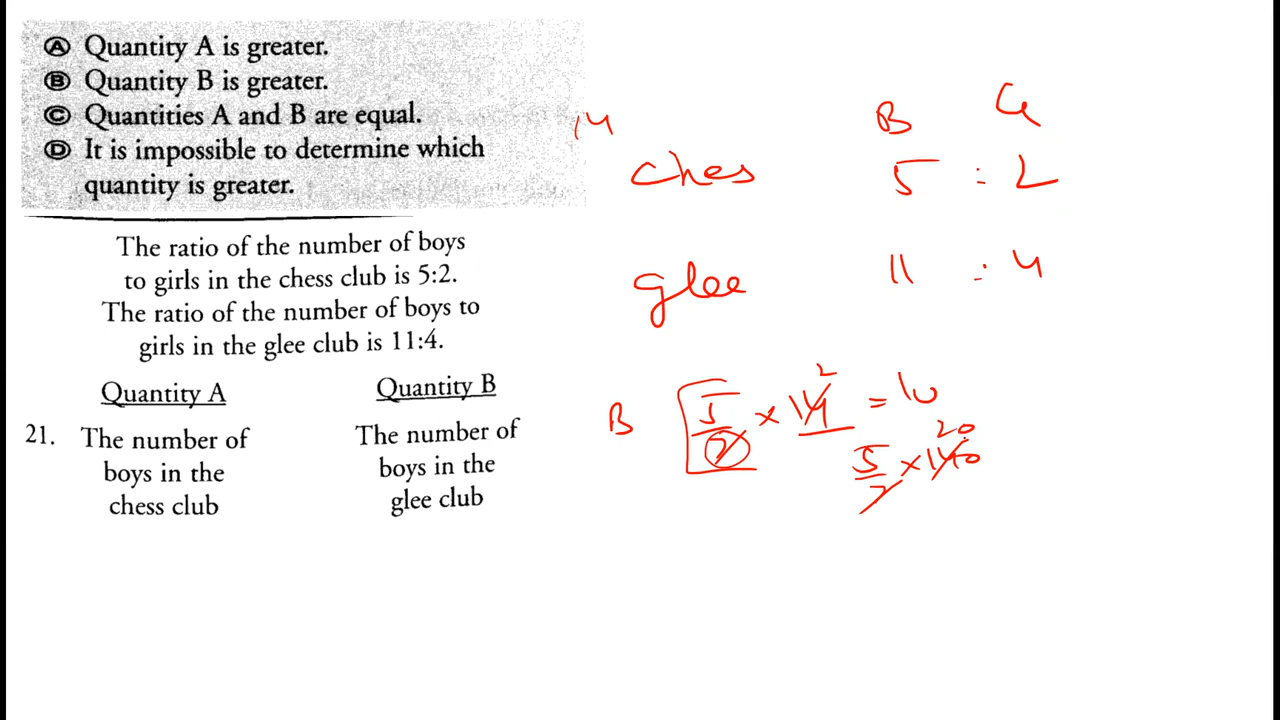 Ⓐ Quantity A is greater.
Ⓑ Quantity B is greater.
Ⓒ Quantities A and B are equal.
Ⓓ It is impossible to determine which
quantity is greater.
The ratio of the number of boys
to girls in the chess club is 5:2.
The ratio of the number of boys to
girls in the glee club is 11:4.
Quantity A
Quantity B
21. The number of
boys in the
chess club
The number of
boys in the
glee club
14
B G
Ches 5 : 2
glee 11 : 4
B 5/7 × 14 2 = 10
5/7 × 140 20